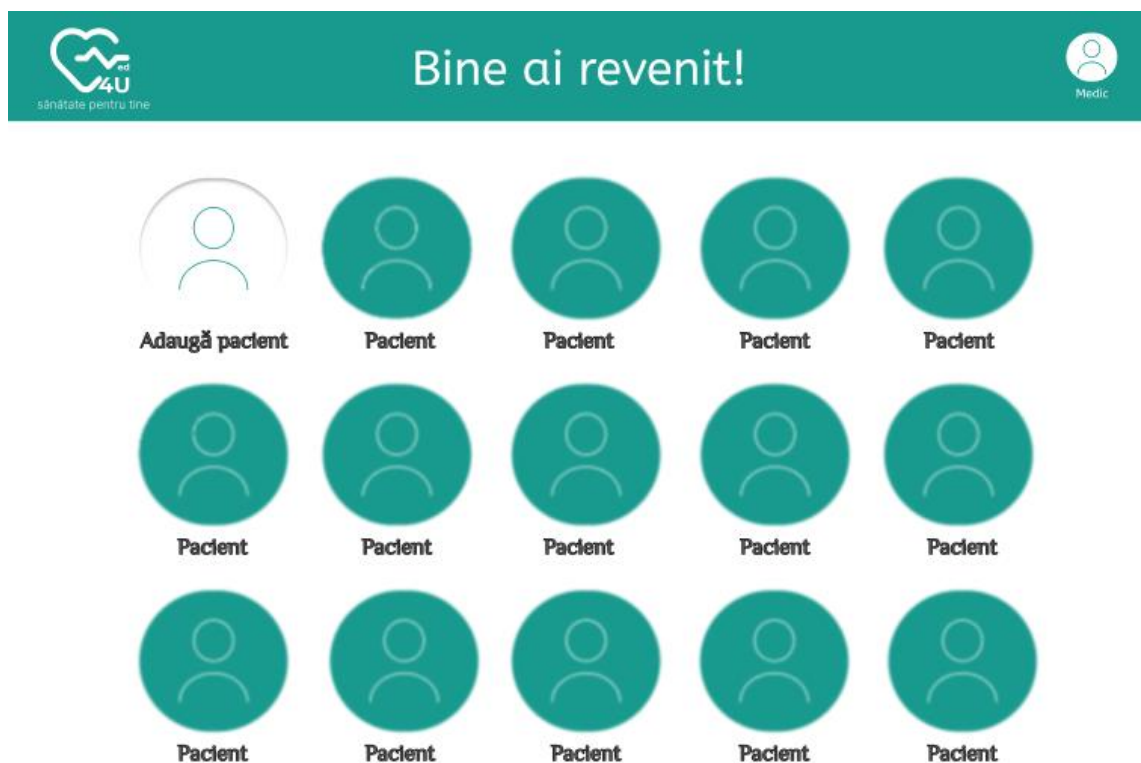 Bine ai revenit!
ed
4U
sănătate pentru tine
Medic
Adaugă pacient Pacient Pacient Pacient Pacient
Pacient Pacient Pacient Pacient Pacient
Pacient Pacient Pacient Pacient Pacient